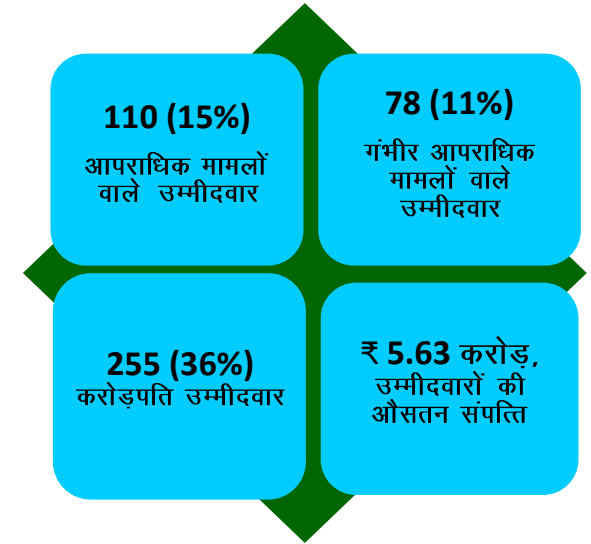 110 (15%)
आपराधिक मामलों
वाले उम्मीदवार
78 (11%)
गंभीर आपराधिक
मामलों वाले
उम्मीदवार
255 (36%)
करोड़पति उम्मीदवार
₹ 5.63 करोड़,
उम्मीदवारों की
औसतन संपत्ति